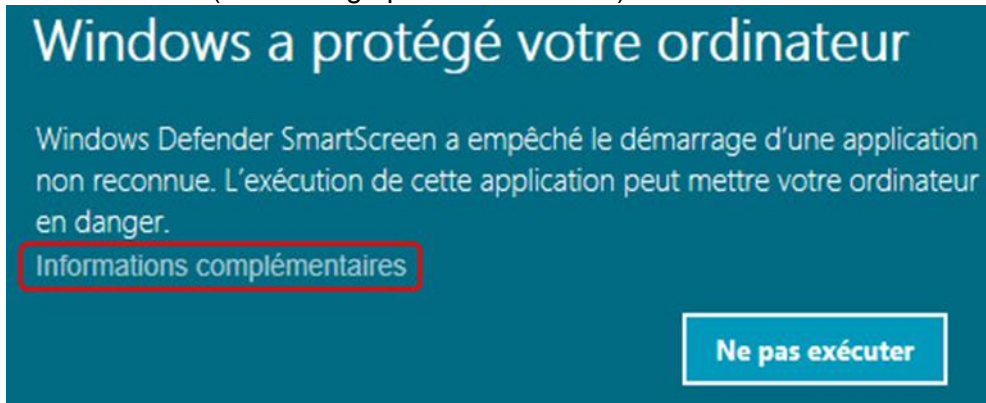 Windows a protégé votre ordinateur
Windows Defender SmartScreen a empêché le démarrage d'une application
non reconnue. L'exécution de cette application peut mettre votre ordinateur
en danger.
Informations complémentaires
Ne pas exécuter